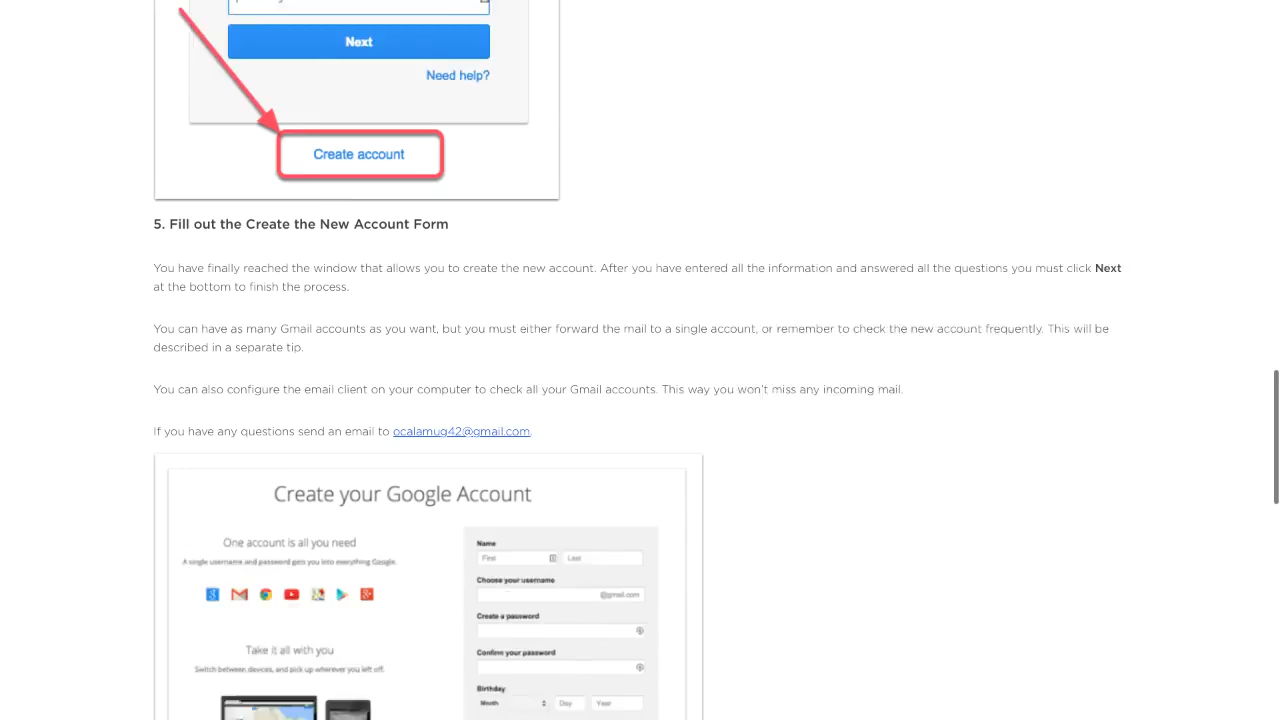 Next
Need help?
Create account
5. Fill out the Create the New Account Form
You have finally reached the window that allows you to create the new account. After you have entered all the information and answered all the questions you must click Next
at the bottom to finish the process.
You can have as many Gmail accounts as you want, but you must either forward the mail to a single account, or remember to check the new account frequently. This will be
described in a separate tip.
You can also configure the email client on your computer to check all your Gmail accounts. This way you won't miss any incoming mail.
If you have any questions send an email to ocalamug42@gmail.com.
Create your Google Account
One account is all you need
A single username and password gets you into everything Google.
Name
First Last
Choose your username
@gmail.com
Create a password
Confirm your password
Take it all with you
Switch between devices, and pick up wherever you left off.
Birthday
Month Day Year